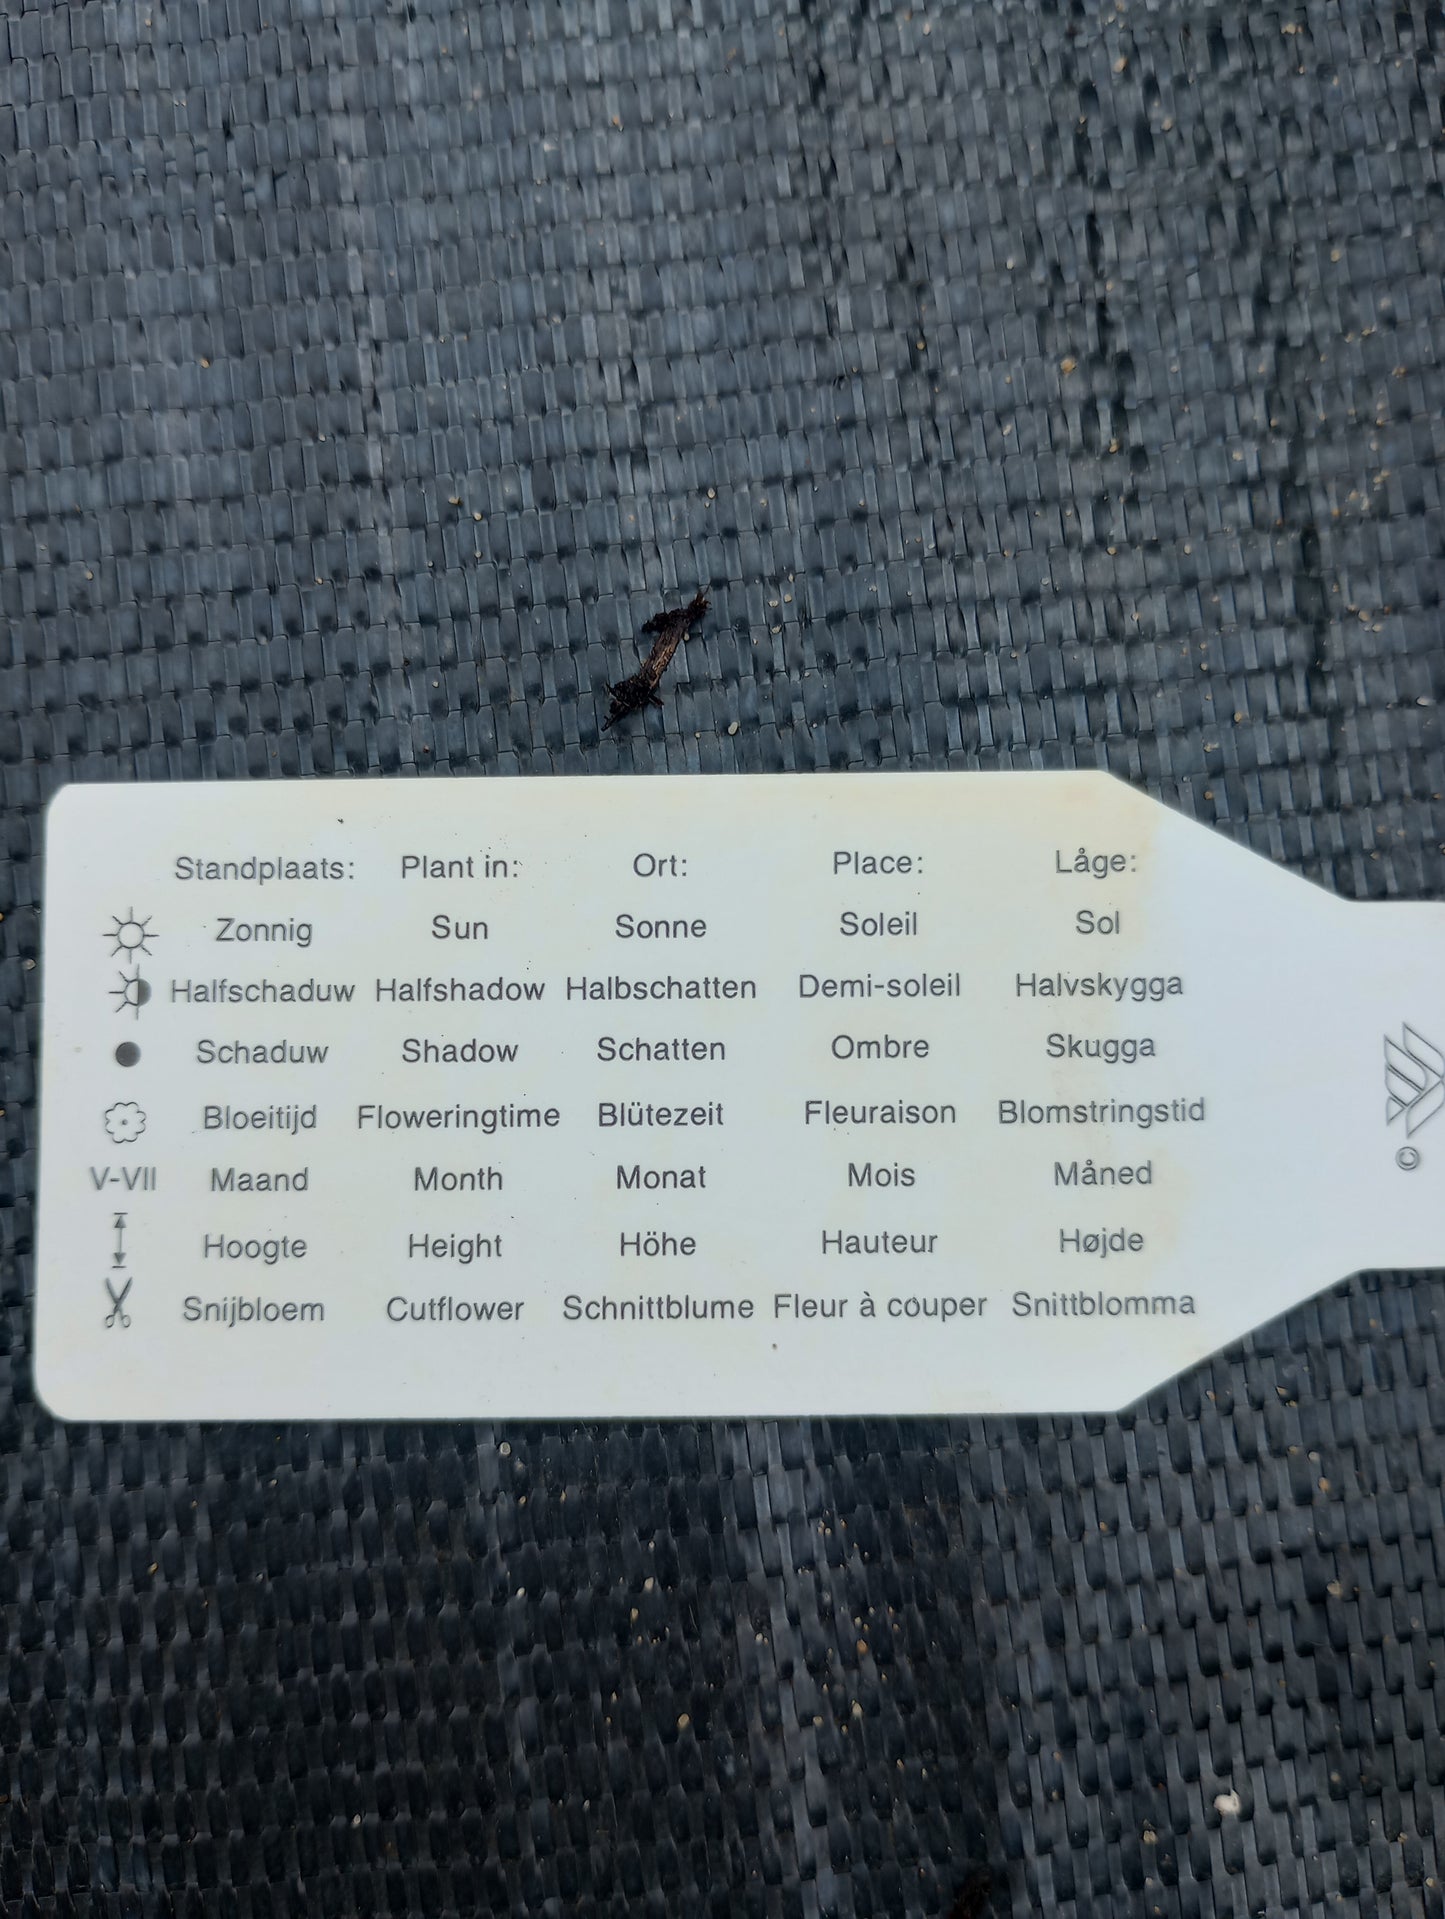 Standplaats: Plant in: Ort: Place: Låge:
Zonnig Sun Sonne Soleil Sol
Halfschaduw Halfshadow Halbschatten Demi-soleil Halvskygga
Schaduw Shadow Schatten Ombre Skugga
Bloeitijd Floweringtime Blütezeit Fleuraison Blomstringstid
V-VII Maand Month Monat Mois Måned
Hoogte Height Höhe Hauteur Højde
Snijbloem Cutflower Schnittblume Fleur à couper Snittblomma
©